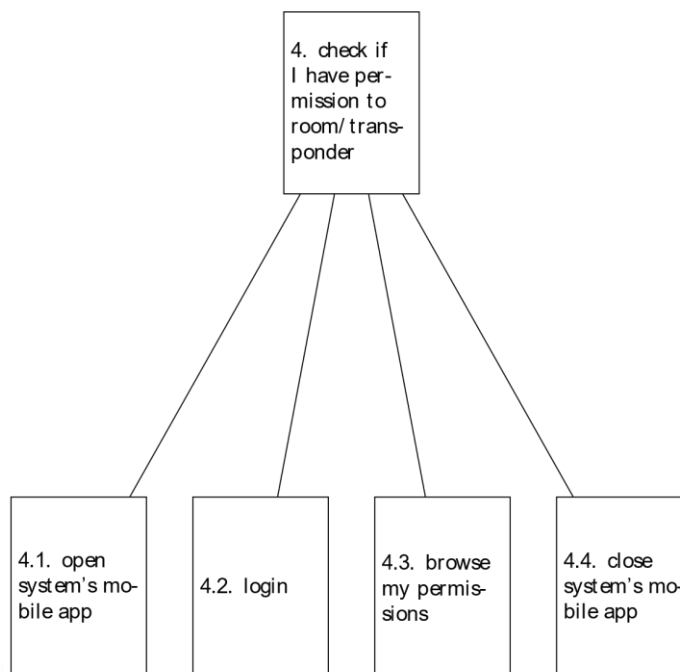 4. check if
I have per-
mission to
room/ trans-
ponder
4.1. open
system's mo-
bile app
4.2. login
4.3. browse
my permis-
sions
4.4. close
system's mo-
bile app